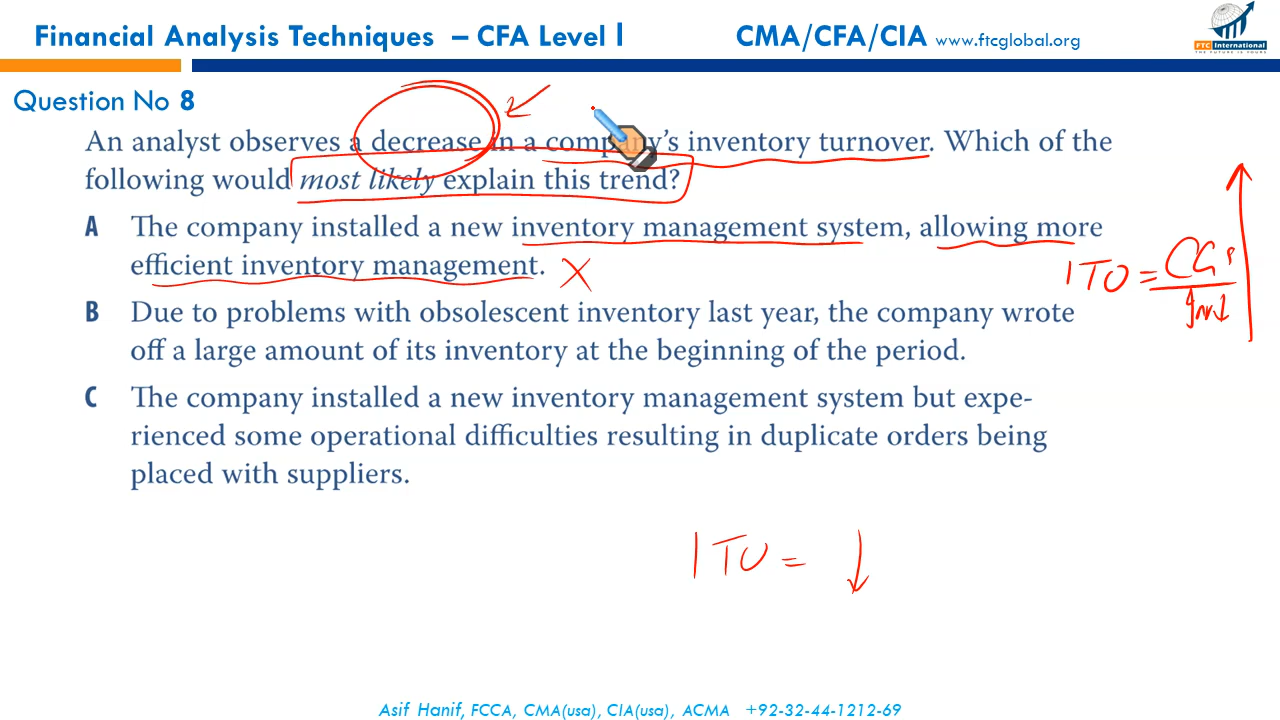 Financial Analysis Techniques – CFA Level I
CMA/CFA/CIA www.ftcglobal.org
FTC International
Question No 8
An analyst observes a decrease in a company's inventory turnover. Which of the
following would most likely explain this trend?
A The company installed a new inventory management system, allowing more
efficient inventory management. X
ITO =
B Due to problems with obsolescent inventory last year, the company wrote
off a large amount of its inventory at the beginning of the period.
C The company installed a new inventory management system but expe-
rienced some operational difficulties resulting in duplicate orders being
placed with suppliers.
ITO = ↓
Asif Hanif, FCCA, CMA(usa), CIA(usa), ACMA +92-32-44-1212-69